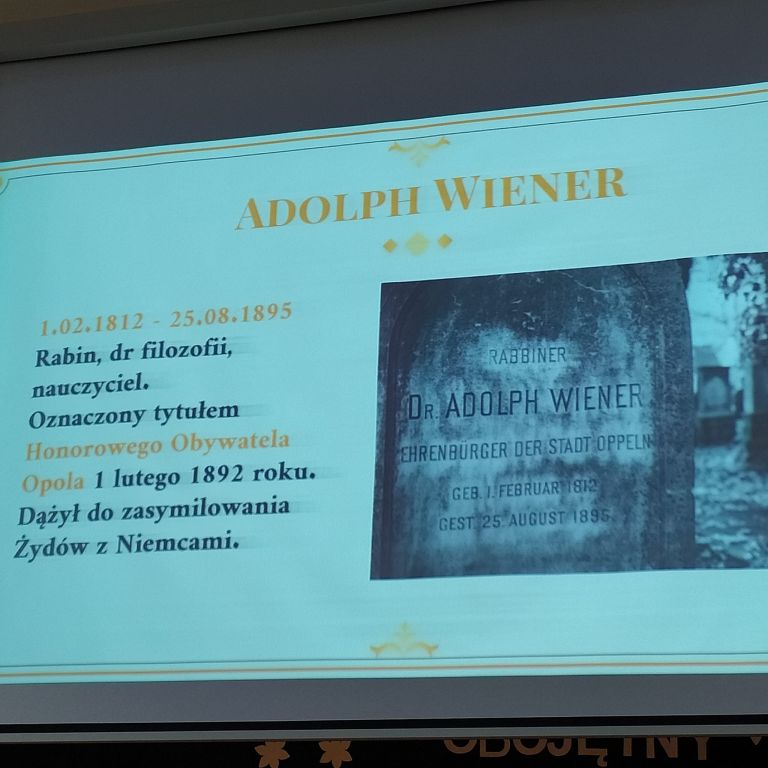 ADOLPH WIENER
1.02.1812 - 25.08.1895
Rabin, dr filozofii,
nauczyciel.
Oznaczony tytułem
Honorowego Obywatela
Opola 1 lutego 1892 roku.
Dążył do zasymilowania
Żydów z Niemcami.
RABBINER
DR. ADOLPH WIENER
EHRENBÜRGER DER STADT OPPELN
GEB. 1. FEBRUAR 1812
GEST. 25. AUGUST 1895
OBOJĘTNY